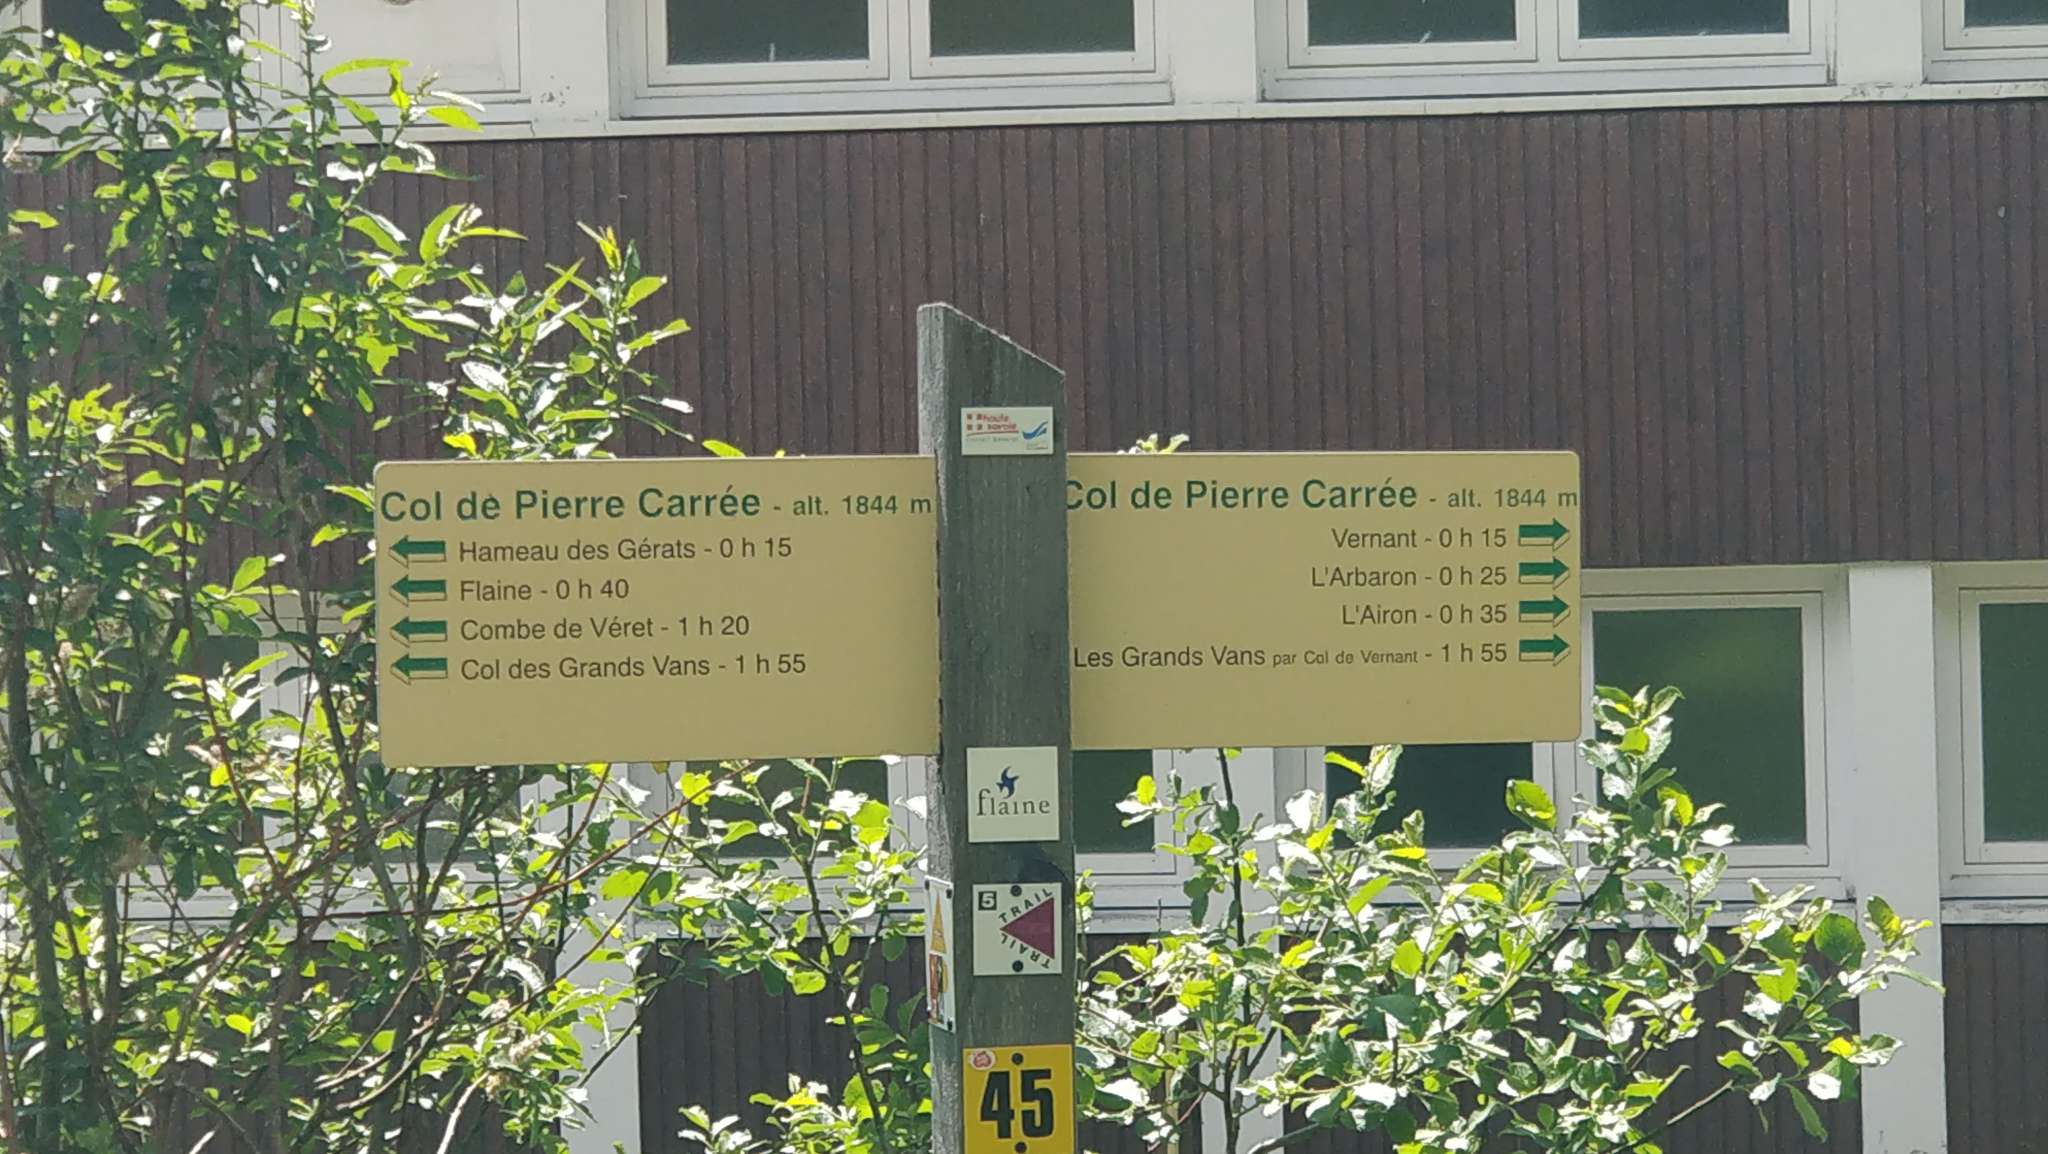 haute
savoie
Col de Pierre Carrée - alt. 1844 m
Hameau des Gérats - 0 h 15
Flaine - 0 h 40
Combe de Véret - 1 h 20
Col des Grands Vans - 1 h 55
Col de Pierre Carrée - alt. 1844 m
Vernant - 0 h 15
L'Arbaron - 0 h 25
L'Airon - 0 h 35
Les Grands Vans par Col de Vernant - 1 h 55
flaine
5
TRAIL
TRAIL
45